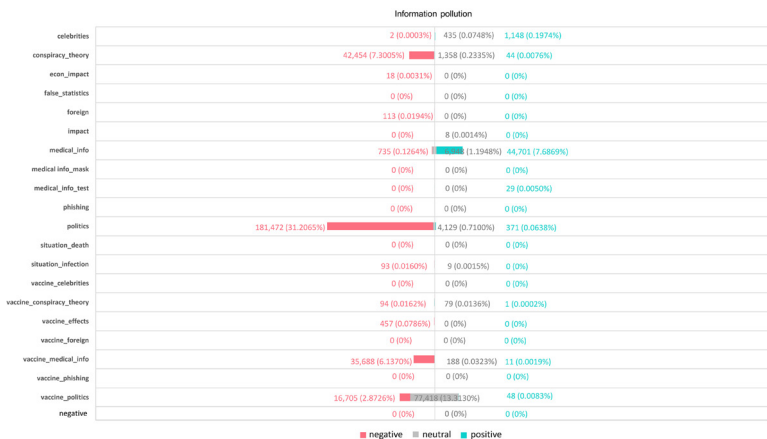 Information pollution
celebrities 2 (0.0003%) 435 (0.0748%) 1,148 (0.1974%)
conspiracy_theory 42,454 (7.3005%) 1,358 (0.2335%) 44 (0.0076%)
econ_impact 18 (0.0031%) 0 (0%) 0 (0%)
false_statistics 0 (0%) 0 (0%) 0 (0%)
foreign 113 (0.0194%) 0 (0%) 0 (0%)
impact 0 (0%) 8 (0.0014%) 0 (0%)
medical_info 735 (0.1264%) (1.1948%) 44,701 (7.6869%)
medical info_mask 0 (0%) 0 (0%) 0 (0%)
medical_info_test 0 (0%) 0 (0%) 29 (0.0050%)
phishing 0 (0%) 0 (0%) 0 (0%)
politics 181,472 (31.2065%) 4,129 (0.7100%) 371 (0.0638%)
situation_death 0 (0%) 0 (0%) 0 (0%)
situation_infection 93 (0.0160%) 9 (0.0015%) 0 (0%)
vaccine_celebrities 0 (0%) 0 (0%) 0 (0%)
vaccine_conspiracy_theory 94 (0.0162%) 79 (0.0136%) 1 (0.0002%)
vaccine_effects 457 (0.0786%) 0 (0%) 0 (0%)
vaccine_foreign 0 (0%) 0 (0%) 0 (0%)
vaccine_medical_info 35,688 (6.1370%) 188 (0.0323%) 11 (0.0019%)
vaccine_phishing 0 (0%) 0 (0%) 0 (0%)
vaccine_politics 16,705 (2.8726%) 77,418 (13.3130%) 48 (0.0083%)
negative 0 (0%) 0 (0%) 0 (0%)
negative neutral positive